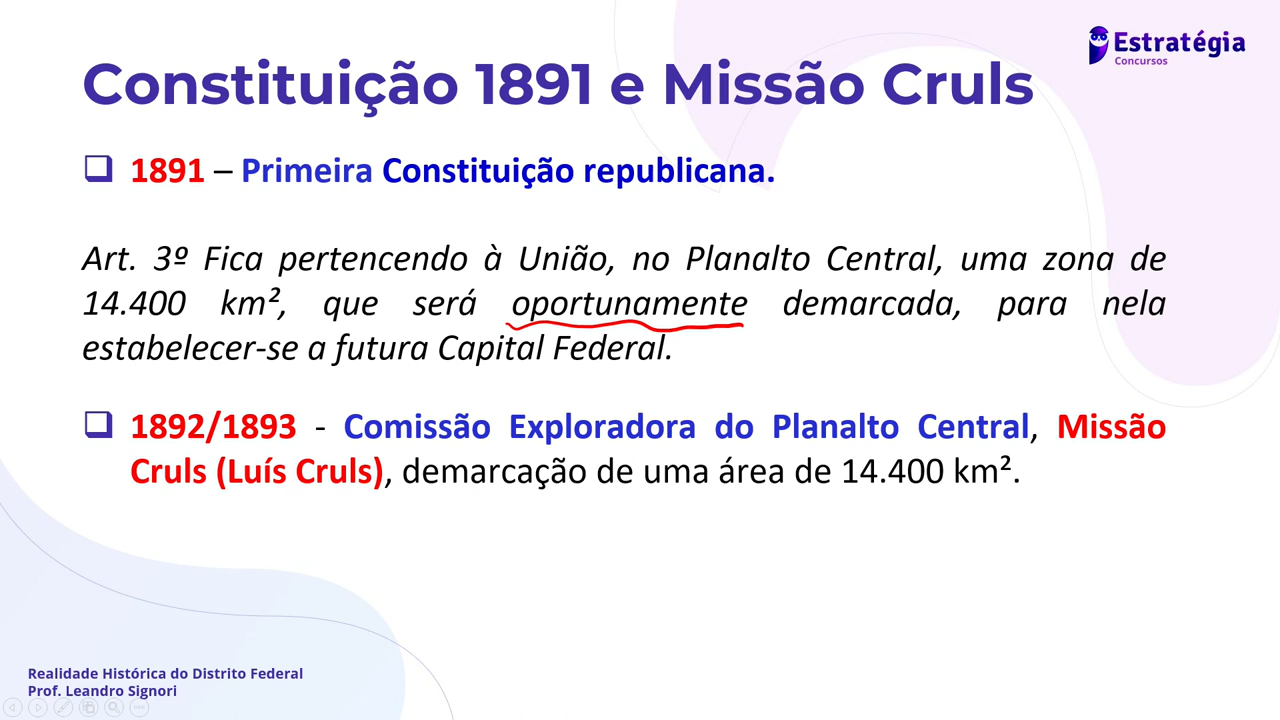 Estratégia
Concursos
Constituição 1891 e Missão Cruls
1891 – Primeira Constituição republicana.
Art. 3º Fica pertencendo à União, no Planalto Central, uma zona de
14.400 km², que será oportunamente demarcada, para nela
estabelecer-se a futura Capital Federal.
1892/1893 - Comissão Exploradora do Planalto Central, Missão
Cruls (Luís Cruls), demarcação de uma área de 14.400 km².
Realidade Histórica do Distrito Federal
Prof. Leandro Signori